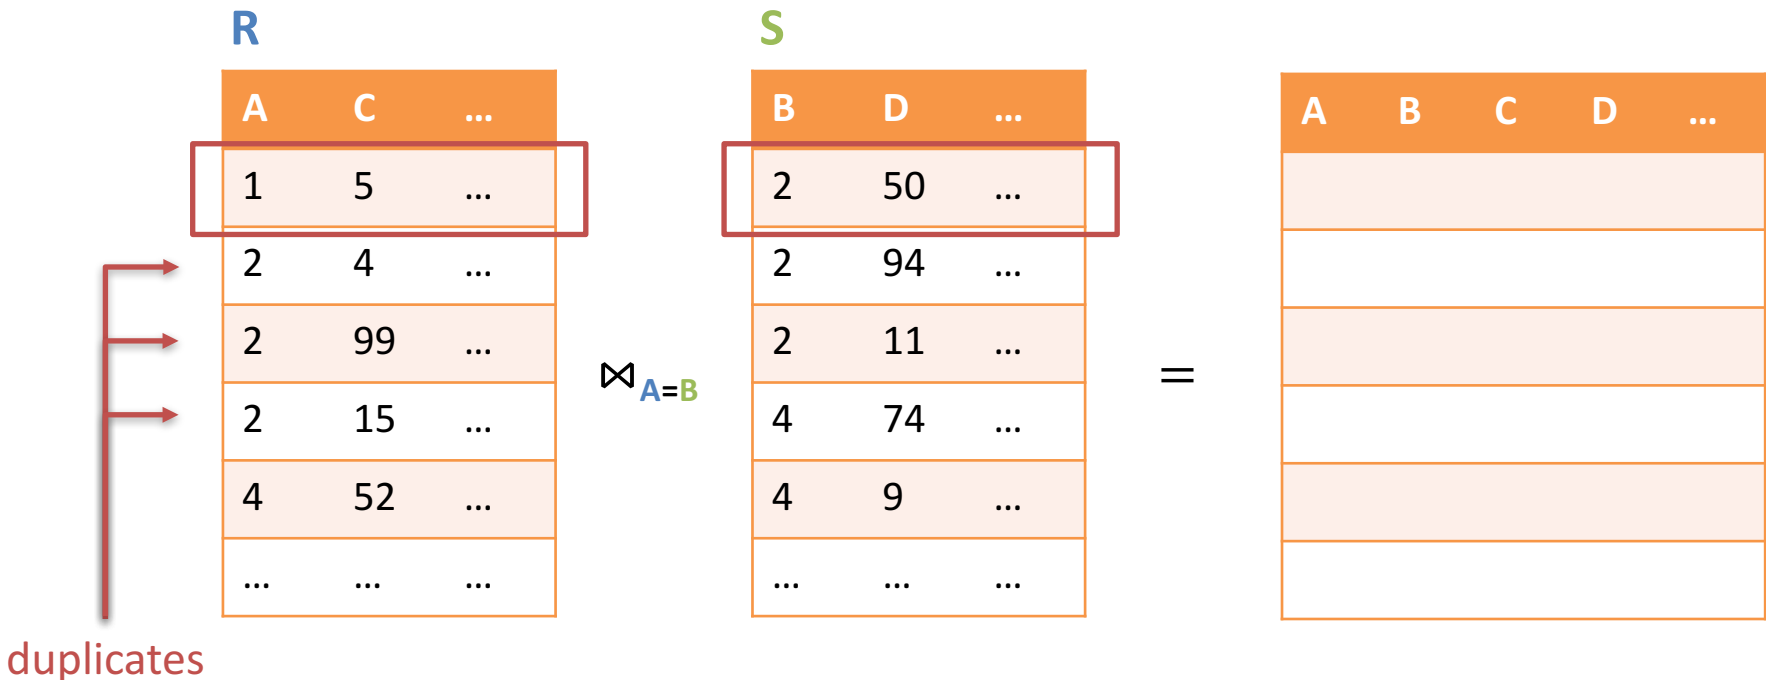 R
A C ...
1 5 ...
2 4 ...
2 99 ...
2 15 ...
4 52 ...
... ... ...
duplicates
⋈A=B
S
B D ...
2 50 ...
2 94 ...
2 11 ...
4 74 ...
4 9 ...
... ... ...
=
A B C D ...